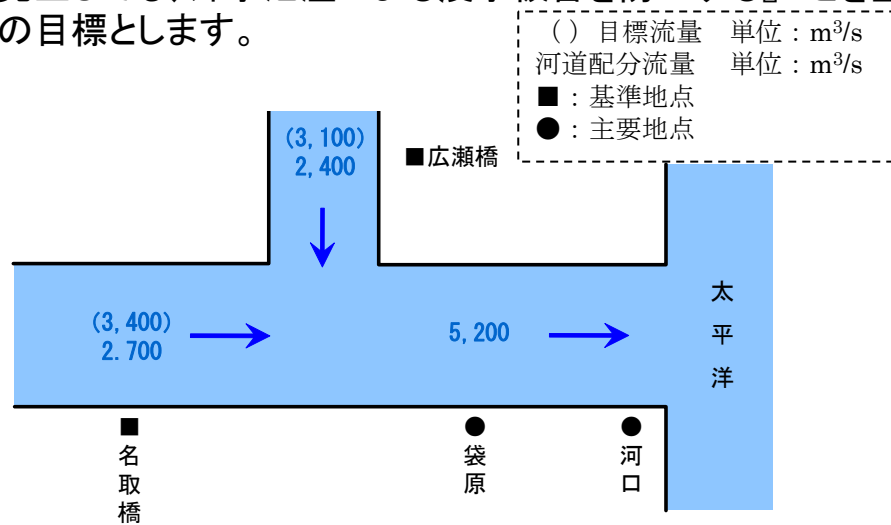 の目標とします。
（ ）目標流量　単位：m³/s
河道配分流量　単位：m³/s
■：基準地点
●：主要地点
(3,100)
2,400
■広瀬橋
(3,400)
2.700
5,200
太平洋
■
名取橋
●
袋原
●
河口